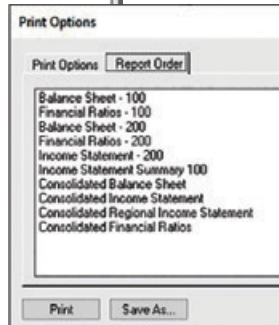 Print Options
Print Options Report Order
Balance Sheet - 100
Financial Ratios - 100
Balance Sheet - 200
Financial Ratios - 200
Income Statement - 200
Income Statement Summary 100
Consolidated Balance Sheet
Consolidated Income Statement
Consolidated Regional Income Statement
Consolidated Financial Ratios
Print Save As...